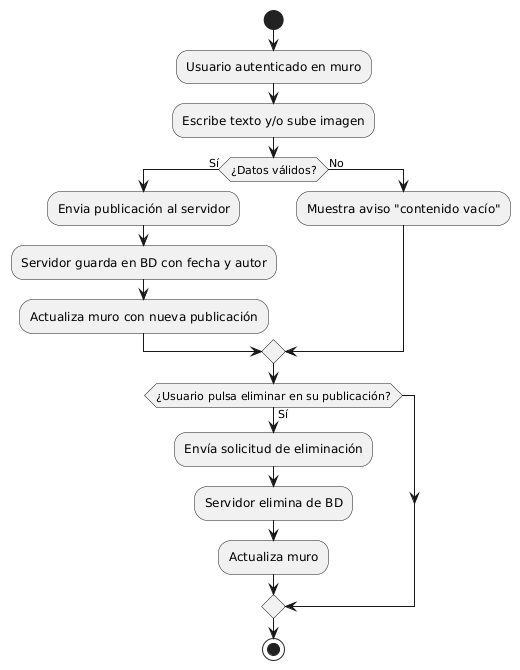 Usuario autenticado en muro
Escribe texto y/o sube imagen
Sí
¿Datos válidos?
No
Envia publicación al servidor
Muestra aviso "contenido vacío"
Servidor guarda en BD con fecha y autor
Actualiza muro con nueva publicación
¿Usuario pulsa eliminar en su publicación?
Sí
Envía solicitud de eliminación
Servidor elimina de BD
Actualiza muro